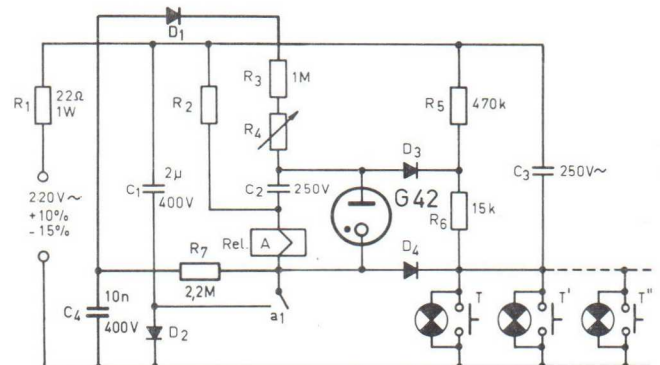 D1
R1
22Ω
1W
R2
R3
1M
R4
R5
470k
D3
C1
2µ
400V
C2
250V
G42
C3
250V~
220V~
+10%
-15%
R6
15k
R7
2,2M
Rel.
A
D4
C4
10n
400V
D2
a1
T
T'
T"